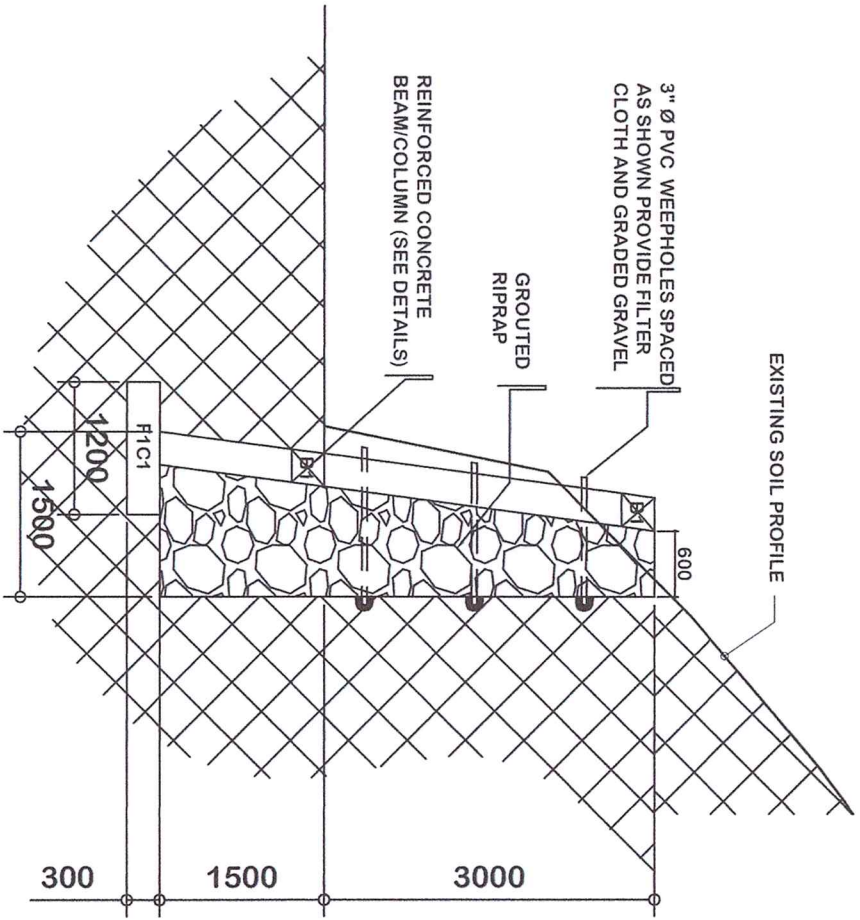 EXISTING SOIL PROFILE
3" Ø PVC WEEPHOLES SPACED
AS SHOWN PROVIDE FILTER
CLOTH AND GRADED GRAVEL
GROUTED
RIPRAP
REINFORCED CONCRETE
BEAM/COLUMN (SEE DETAILS)
600
B1
B1
F1C1
1200
1500
300
1500
3000